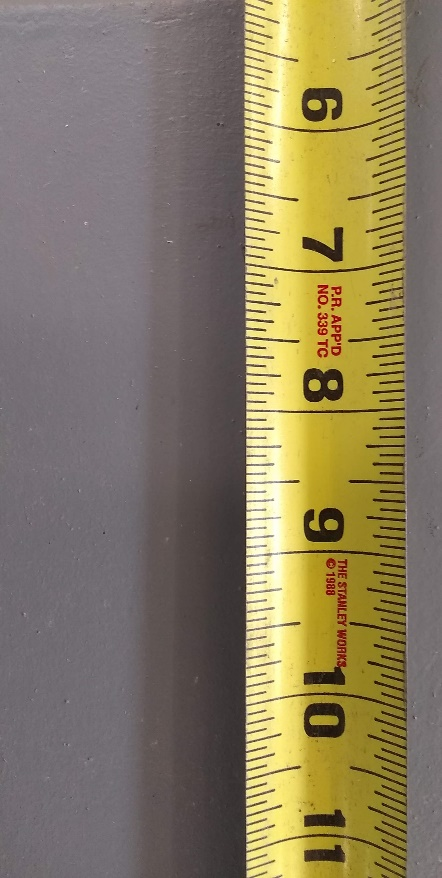 6
7
P.R. APP'D
NO. 339 TC
8
9
THE STANLEY WORKS
© 1988
10
11